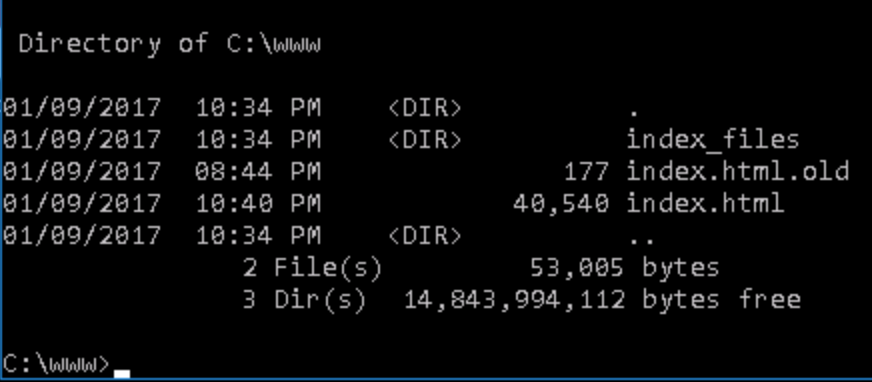 Directory of C:\www
01/09/2017  10:34 PM    <DIR>          .
01/09/2017  10:34 PM    <DIR>          index_files
01/09/2017  08:44 PM               177 index.html.old
01/09/2017  10:40 PM            40,540 index.html
01/09/2017  10:34 PM    <DIR>          ..
               2 File(s)         53,005 bytes
               3 Dir(s)  14,843,994,112 bytes free
C:\www>